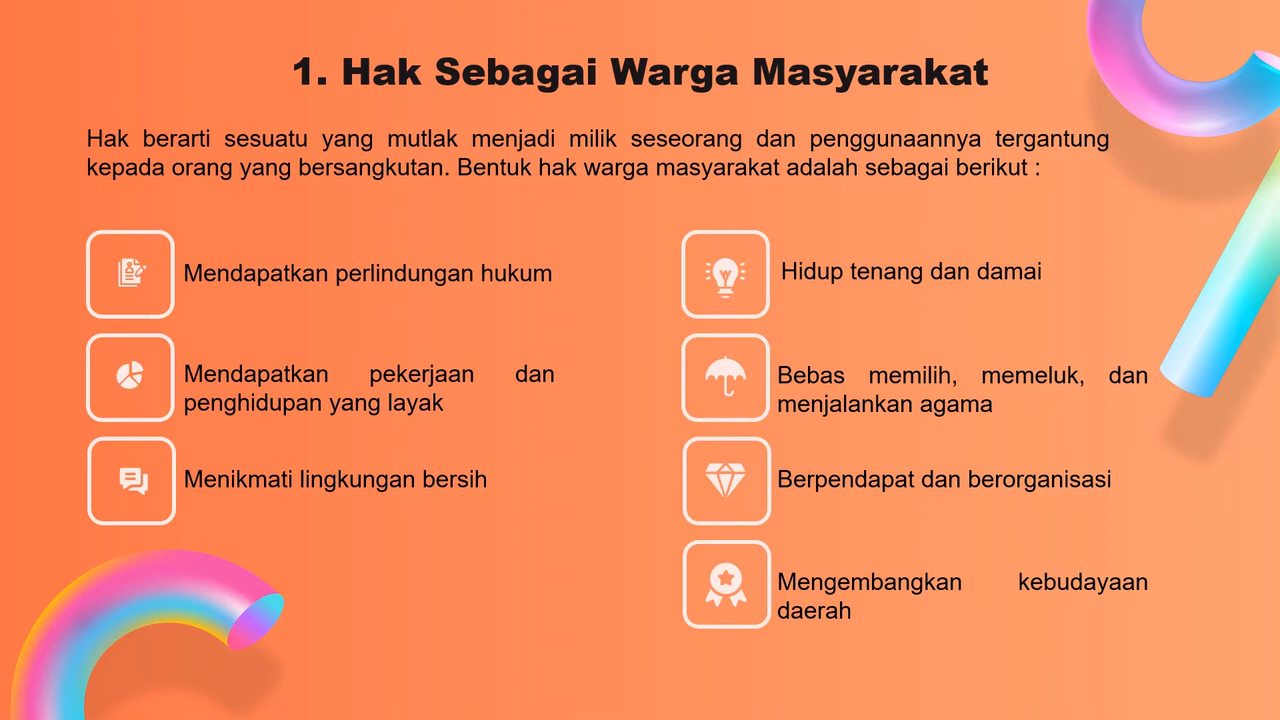 1. Hak Sebagai Warga Masyarakat
Hak berarti sesuatu yang mutlak menjadi milik seseorang dan penggunaannya tergantung
kepada orang yang bersangkutan. Bentuk hak warga masyarakat adalah sebagai berikut :
Mendapatkan perlindungan hukum
Mendapatkan pekerjaan dan
penghidupan yang layak
Menikmati lingkungan bersih
Hidup tenang dan damai
Bebas memilih, memeluk, dan
menjalankan agama
Berpendapat dan berorganisasi
Mengembangkan kebudayaan
daerah